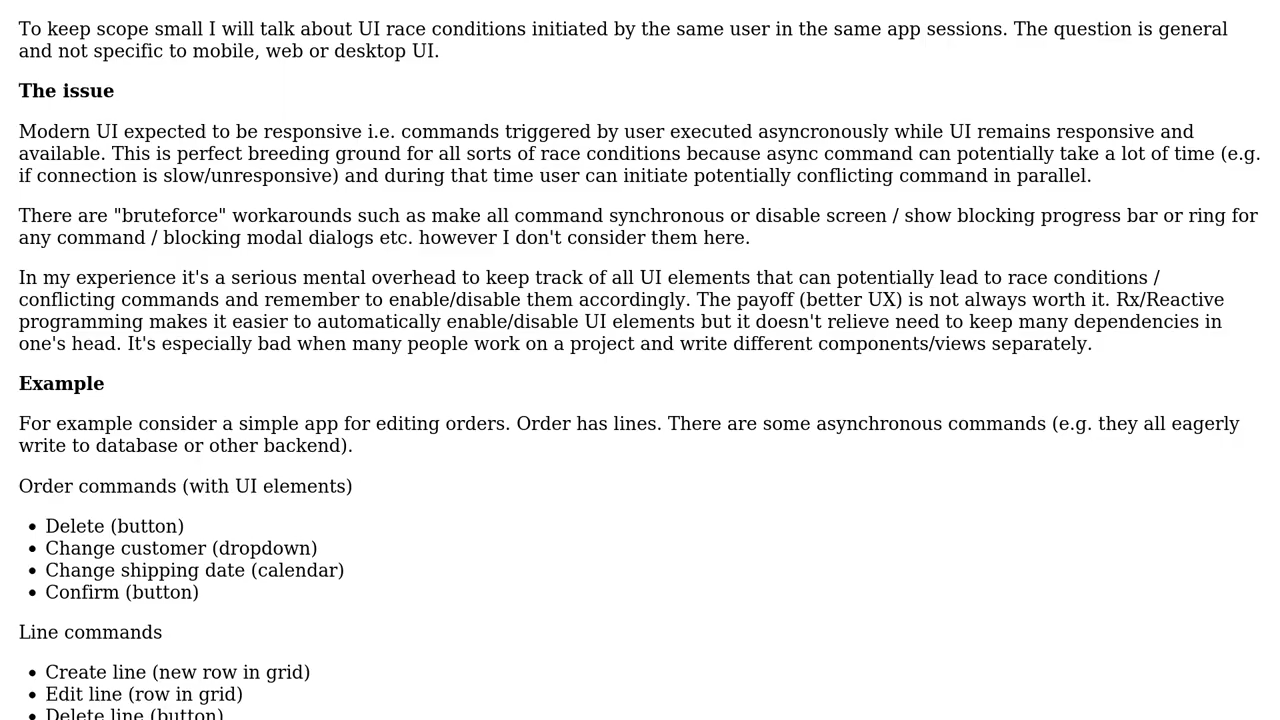 To keep scope small I will talk about UI race conditions initiated by the same user in the same app sessions. The question is general
and not specific to mobile, web or desktop UI.
The issue
Modern UI expected to be responsive i.e. commands triggered by user executed asyncronously while UI remains responsive and
available. This is perfect breeding ground for all sorts of race conditions because async command can potentially take a lot of time (e.g.
if connection is slow/unresponsive) and during that time user can initiate potentially conflicting command in parallel.
There are "bruteforce" workarounds such as make all command synchronous or disable screen / show blocking progress bar or ring for
any command / blocking modal dialogs etc. however I don't consider them here.
In my experience it's a serious mental overhead to keep track of all UI elements that can potentially lead to race conditions /
conflicting commands and remember to enable/disable them accordingly. The payoff (better UX) is not always worth it. Rx/Reactive
programming makes it easier to automatically enable/disable UI elements but it doesn't relieve need to keep many dependencies in
one's head. It's especially bad when many people work on a project and write different components/views separately.
Example
For example consider a simple app for editing orders. Order has lines. There are some asynchronous commands (e.g. they all eagerly
write to database or other backend).
Order commands (with UI elements)
• Delete (button)
• Change customer (dropdown)
• Change shipping date (calendar)
• Confirm (button)
Line commands
• Create line (new row in grid)
• Edit line (row in grid)
• Delete line (button)